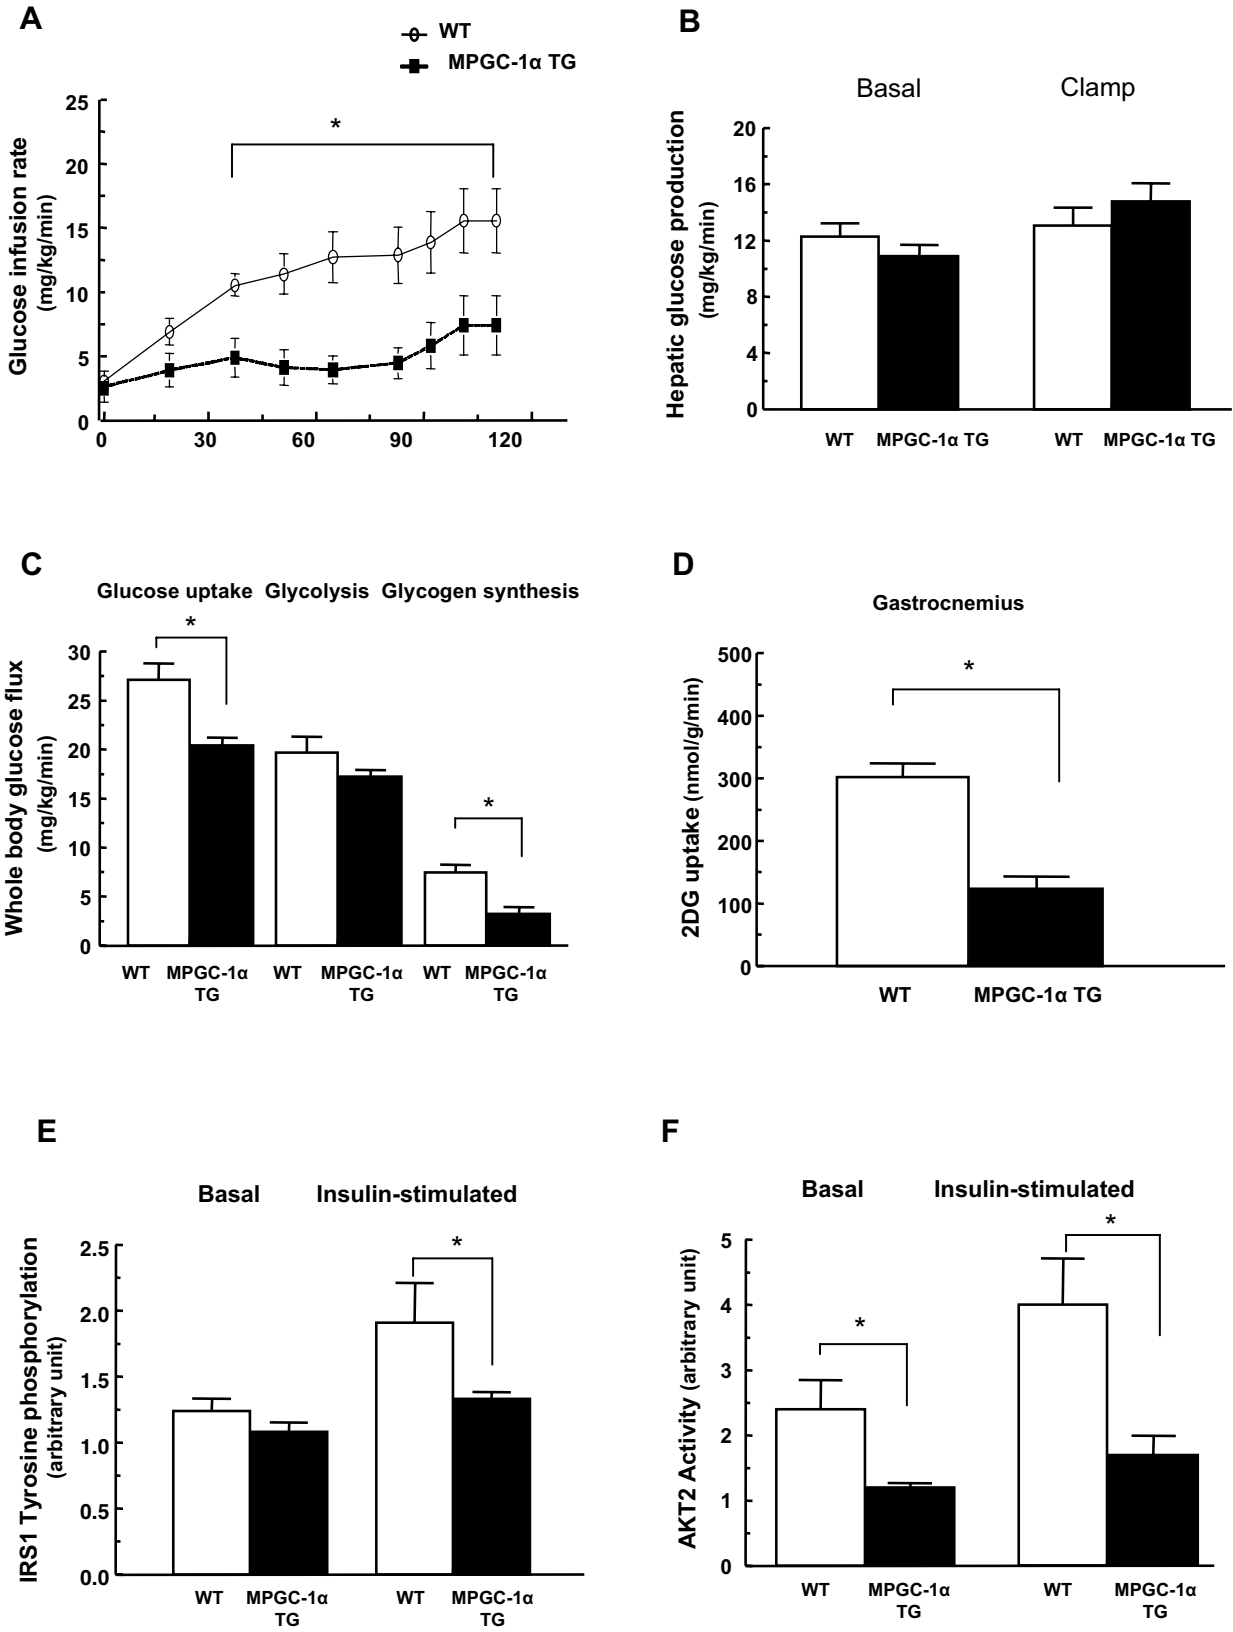 A
WT
MPGC-1α TG
*
Glucose infusion rate
(mg/kg/min)
25
20
15
10
5
0
0 30 60 90 120
B
Basal Clamp
Hepatic glucose production
(mg/kg/min)
20
16
12
8
4
0
WT MPGC-1α TG WT MPGC-1α TG
C
Glucose uptake Glycolysis Glycogen synthesis
*
*
Whole body glucose flux
(mg/kg/min)
30
25
20
15
10
5
0
WT MPGC-1α WT MPGC-1α WT MPGC-1α
TG TG TG
D
Gastrocnemius
*
2DG uptake (nmol/g/min)
500
400
300
200
100
0
WT MPGC-1α TG
E
Basal Insulin-stimulated
*
IRS1 Tyrosine phosphorylation
(arbitrary unit)
2.5
2.0
1.5
1.0
0.5
0.0
WT MPGC-1α WT MPGC-1α
TG TG
F
Basal Insulin-stimulated
*
*
AKT2 Activity (arbitrary unit)
5
4
3
2
1
0
WT MPGC-1α WT MPGC-1α
TG TG